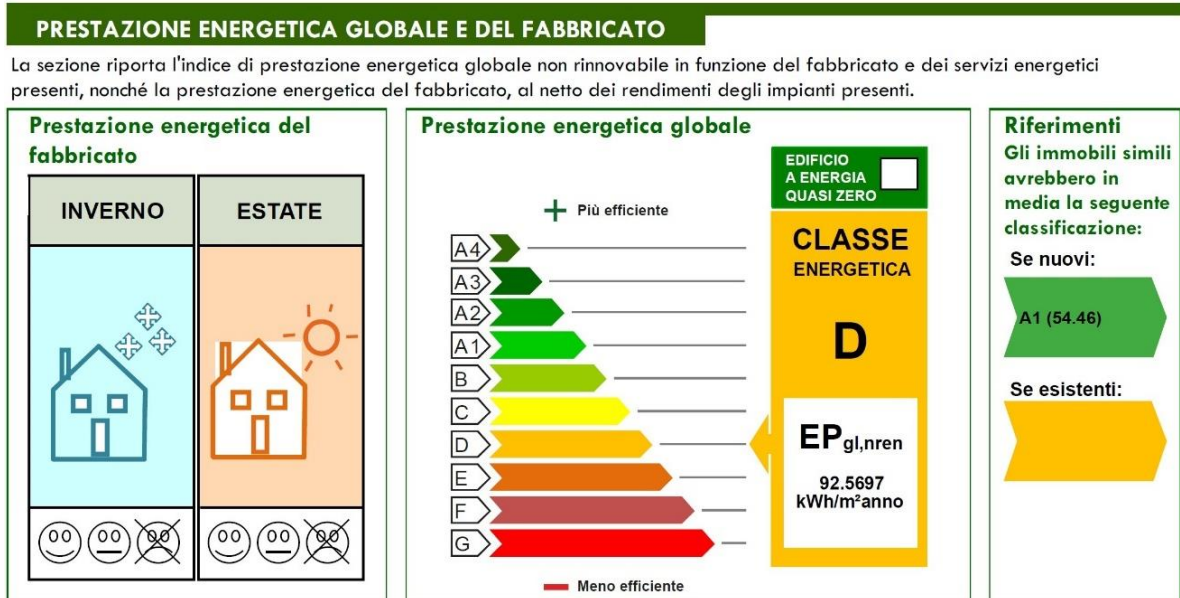 PRESTAZIONE ENERGETICA GLOBALE E DEL FABBRICATO
La sezione riporta l'indice di prestazione energetica globale non rinnovabile in funzione del fabbricato e dei servizi energetici
presenti, nonché la prestazione energetica del fabbricato, al netto dei rendimenti degli impianti presenti.
Prestazione energetica del
fabbricato
INVERNO
ESTATE
Prestazione energetica globale
Più efficiente
A4
A3
A2
A1
B
C
D
E
F
G
Meno efficiente
EDIFICIO
A ENERGIA
QUASI ZERO
CLASSE
ENERGETICA
D
EPgl,nren
92.5697
kWh/m²anno
Riferimenti
Gli immobili simili
avrebbero in
media la seguente
classificazione:
Se nuovi:
A1 (54.46)
Se esistenti: